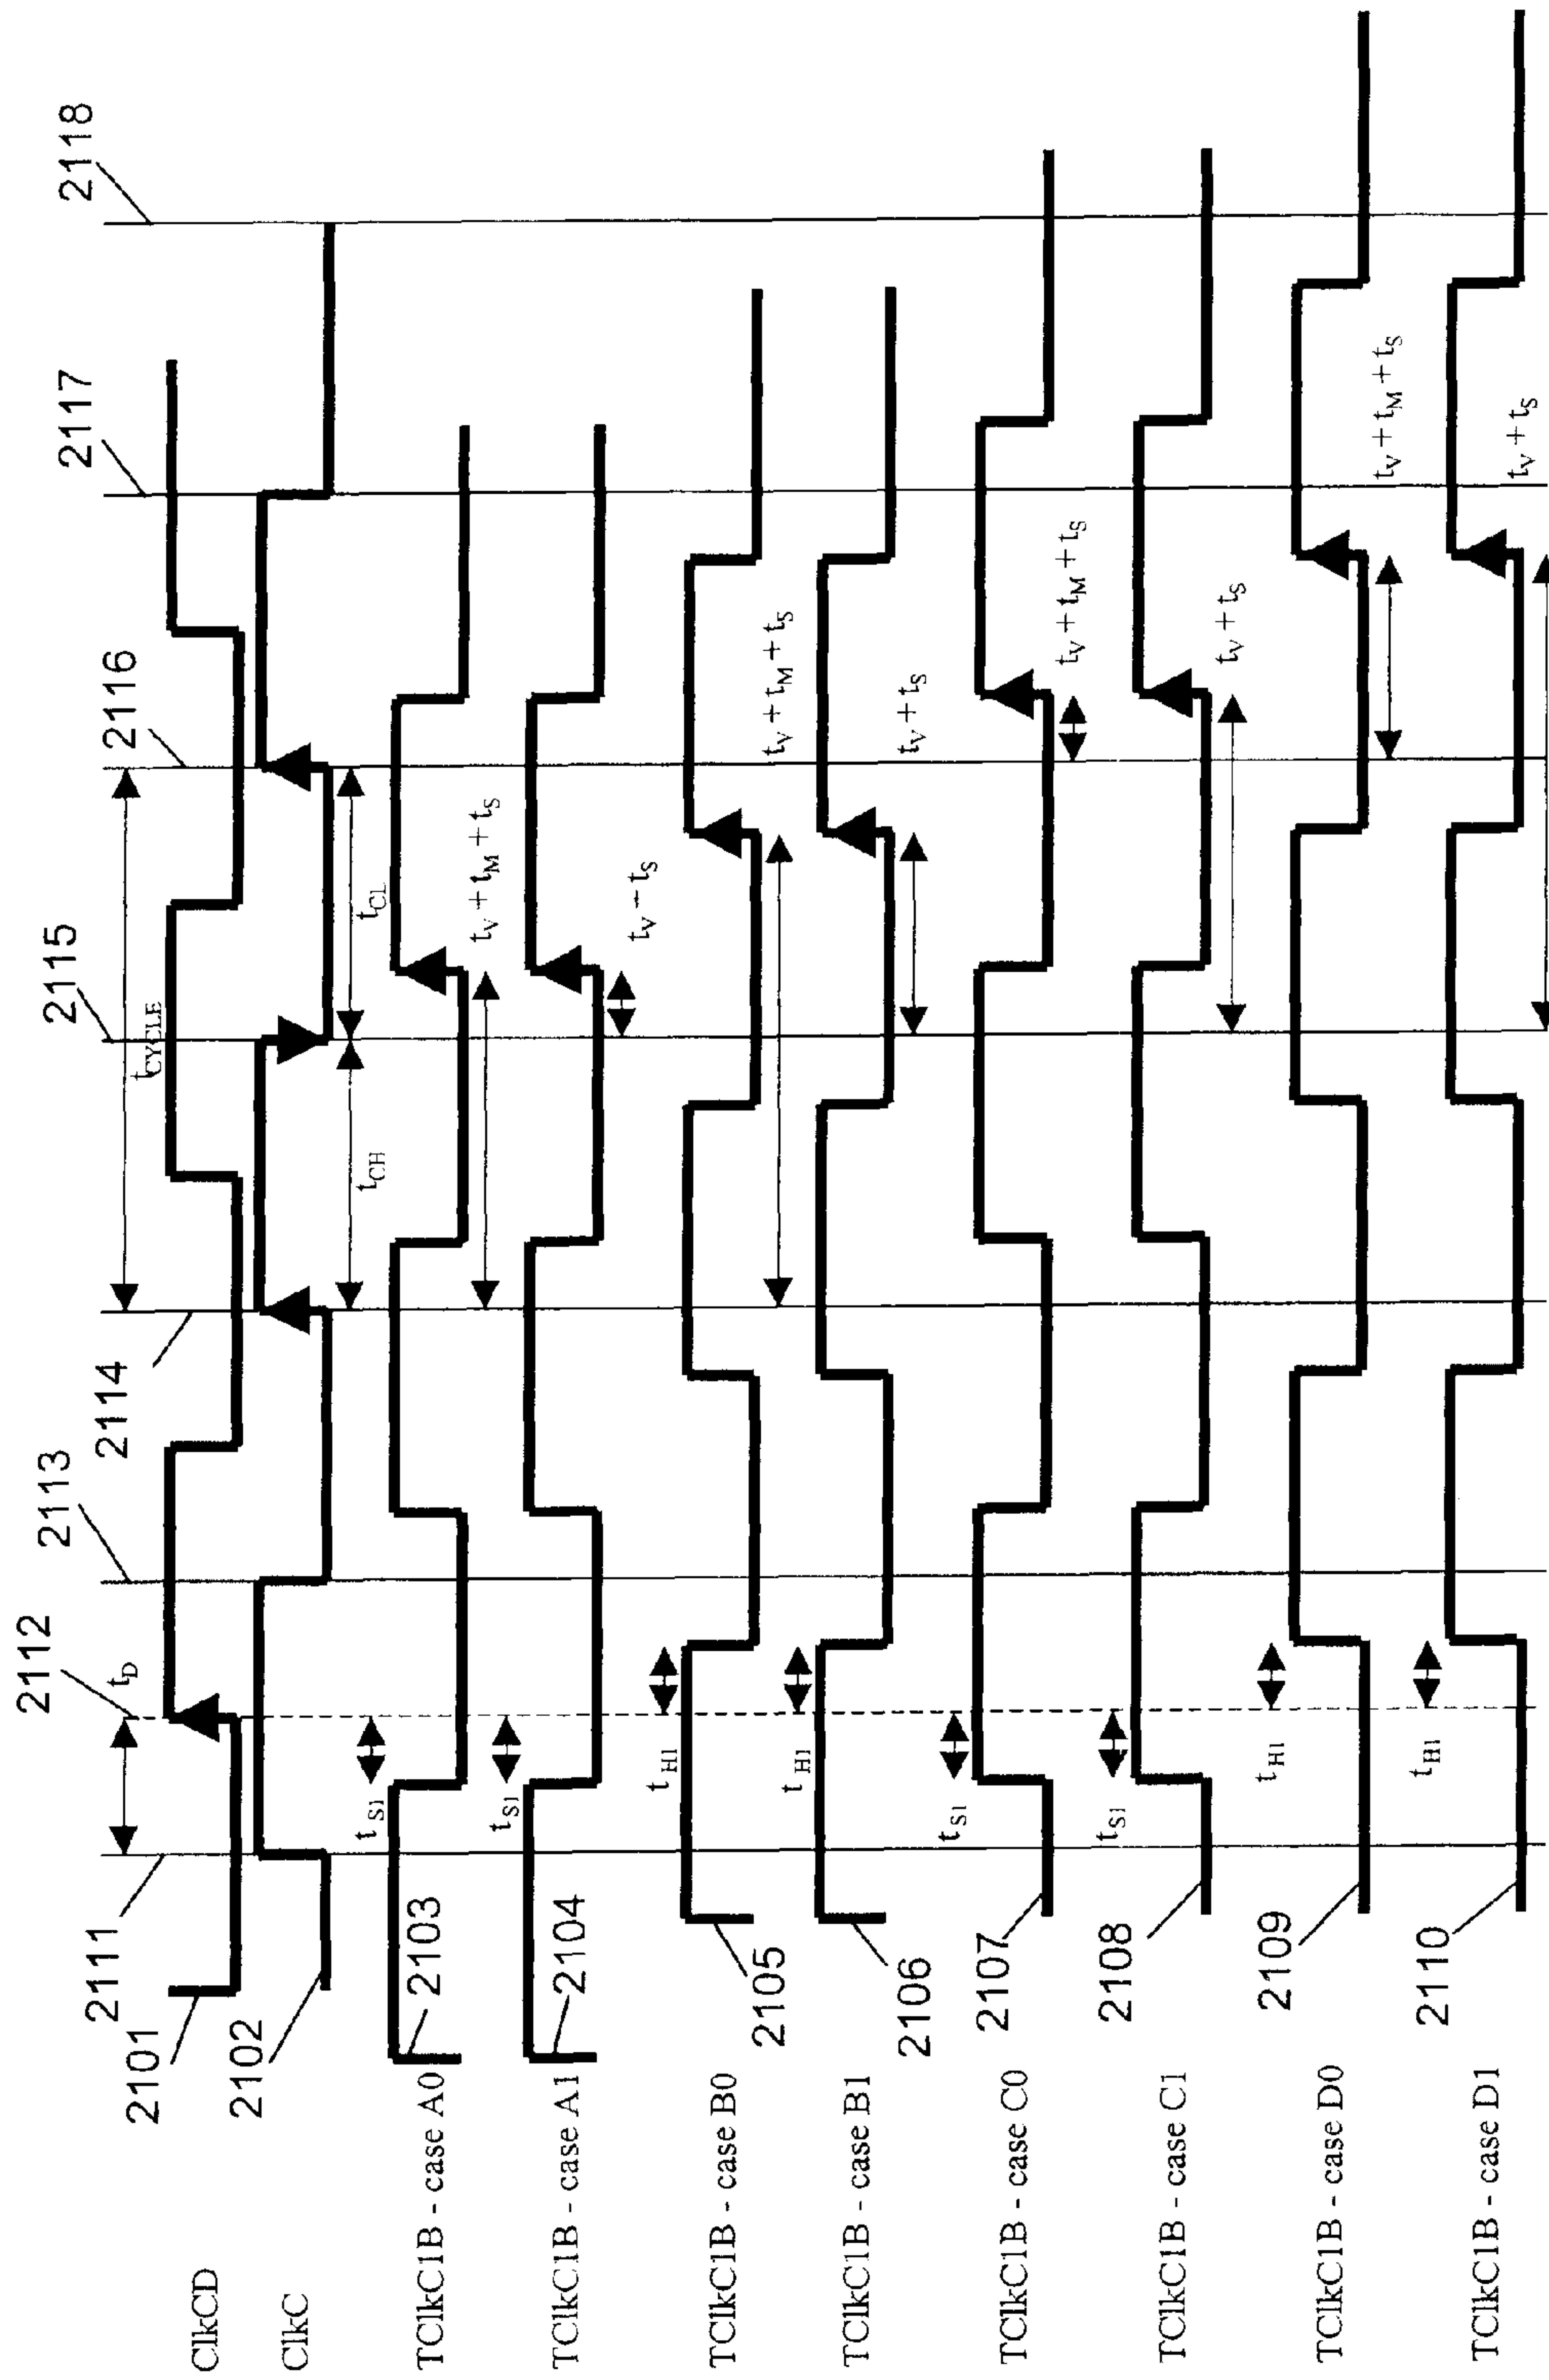 2111
2112
2113
2114
2115
2116
2117
2118
ClkCD
2101
t_D
t_CYCLE
ClkC
2102
t_CH
t_CL
TClkC1B - case A0
2103
t_S1
t_V + t_M + t_S
TClkC1B - case A1
2104
t_S1
t_V − t_S
TClkC1B - case B0
2105
t_H1
t_V + t_M + t_S
TClkC1B - case B1
2106
t_H1
t_V + t_S
TClkC1B - case C0
2107
t_S1
t_V + t_M + t_S
TClkC1B - case C1
2108
t_S1
t_V + t_S
TClkC1B - case D0
2109
t_H1
t_V + t_M + t_S
TClkC1B - case D1
2110
t_H1
t_V + t_S